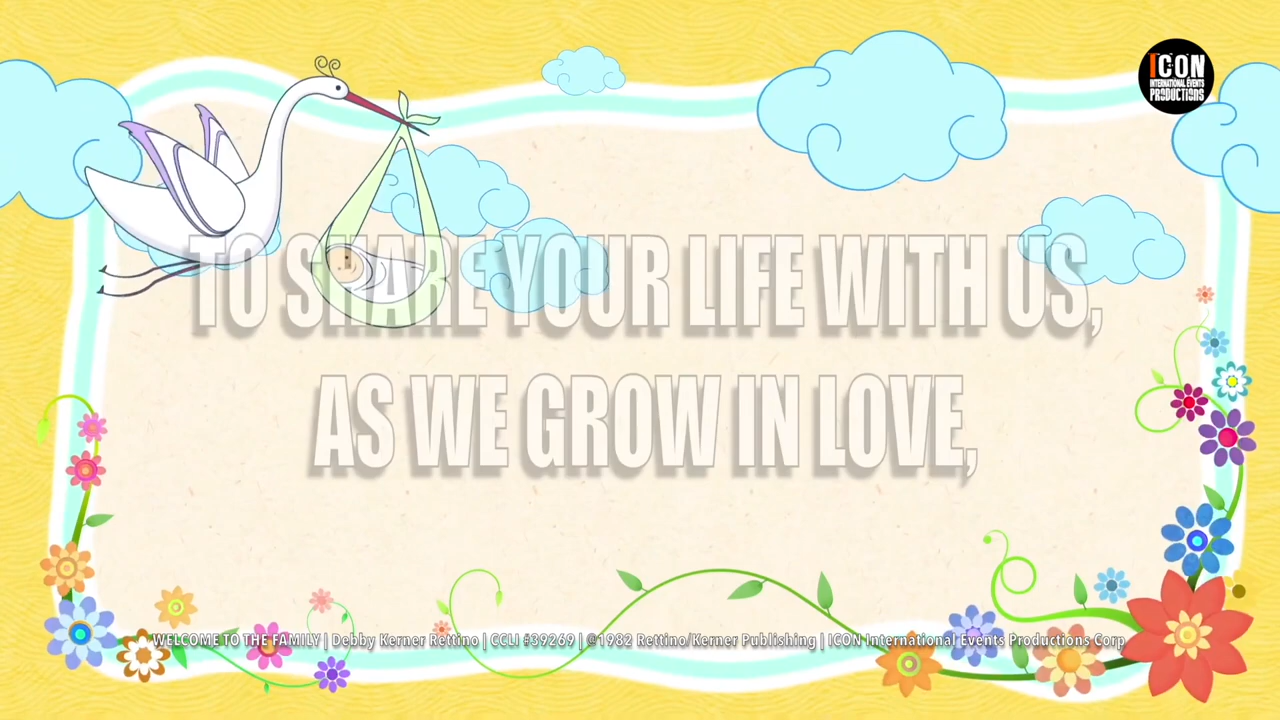 ICON
INTERNATIONAL EVENTS
PRODUCTIONS
TO SHARE YOUR LIFE WITH US,
AS WE GROW IN LOVE,
WELCOME TO THE FAMILY | Debby Kerner Rettino | CCLI #39269 | ©1982 Rettino/Kerner Publishing | ICON International Events Productions Corp